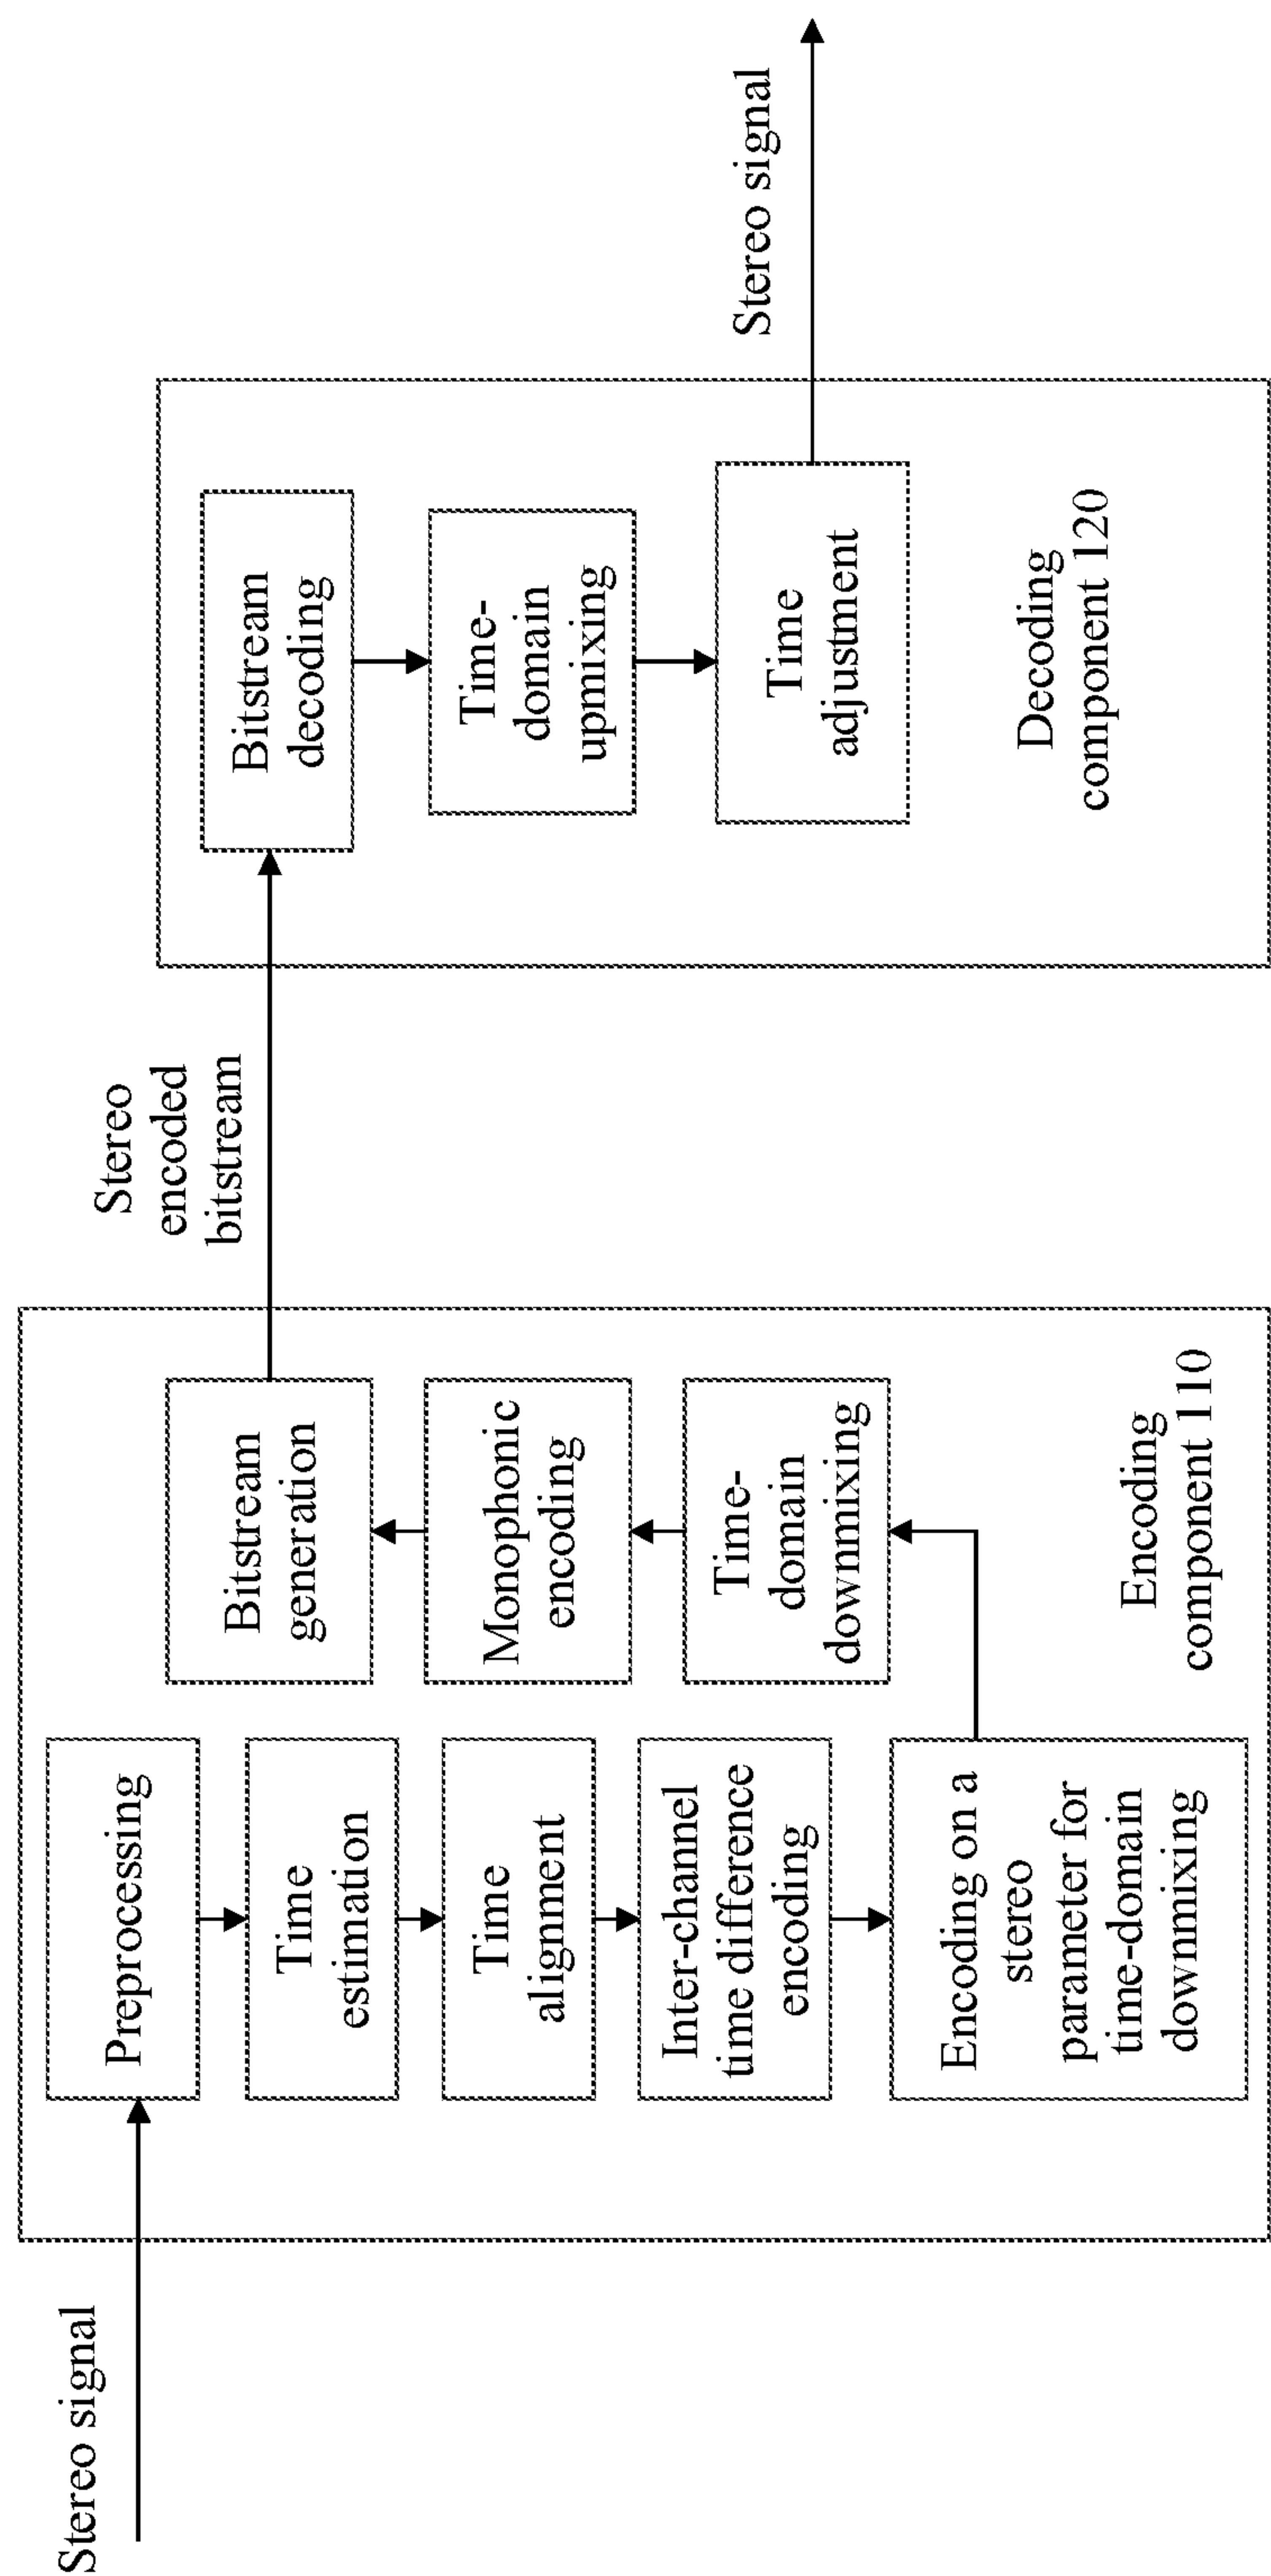 Stereo signal
Preprocessing
Time
estimation
Time
alignment
Inter-channel
time difference
encoding
Encoding on a
stereo
parameter for
time-domain
downmixing
Bitstream
generation
Monophonic
encoding
Time-
domain
downmixing
Encoding
component 110
Stereo
encoded
bitstream
Bitstream
decoding
Time-
domain
upmixing
Time
adjustment
Decoding
component 120
Stereo signal